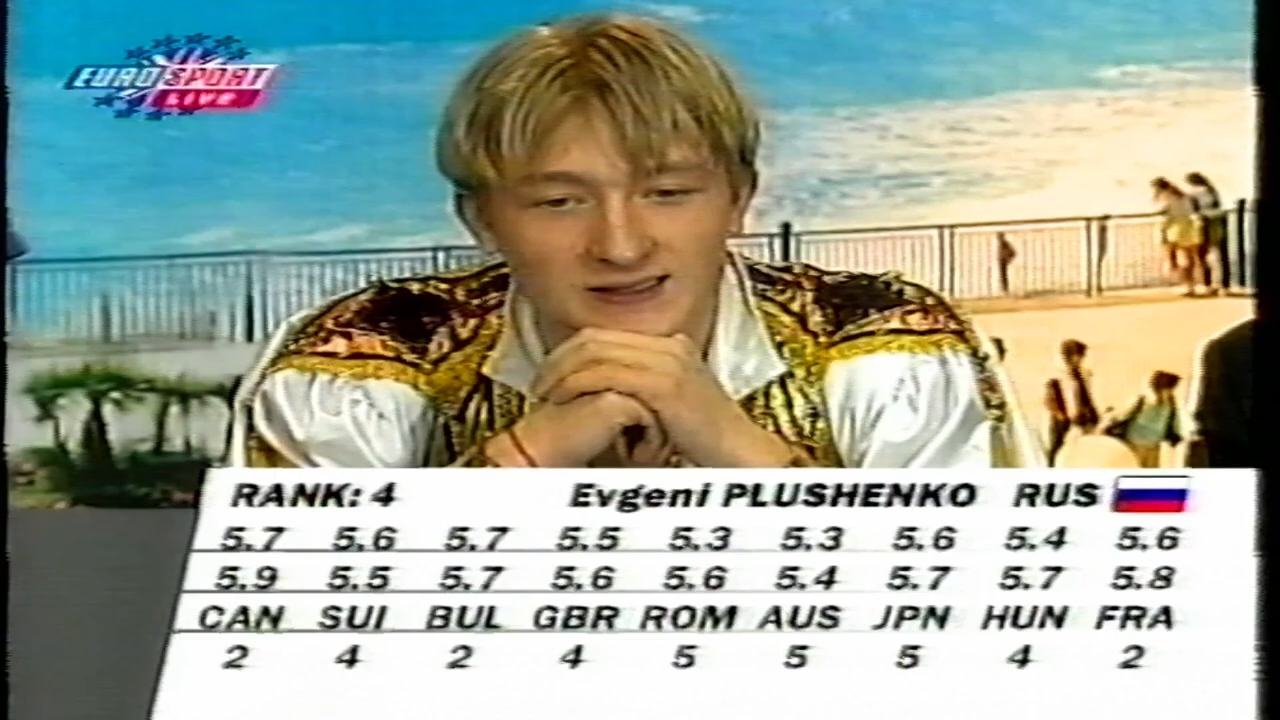 EUROSPORT
LIVE
RANK: 4 Evgeni PLUSHENKO RUS
5.7 5.6 5.7 5.5 5.3 5.3 5.6 5.4 5.6
5.9 5.5 5.7 5.6 5.6 5.4 5.7 5.7 5.8
CAN SUI BUL GBR ROM AUS JPN HUN FRA
2 4 2 4 5 5 5 4 2